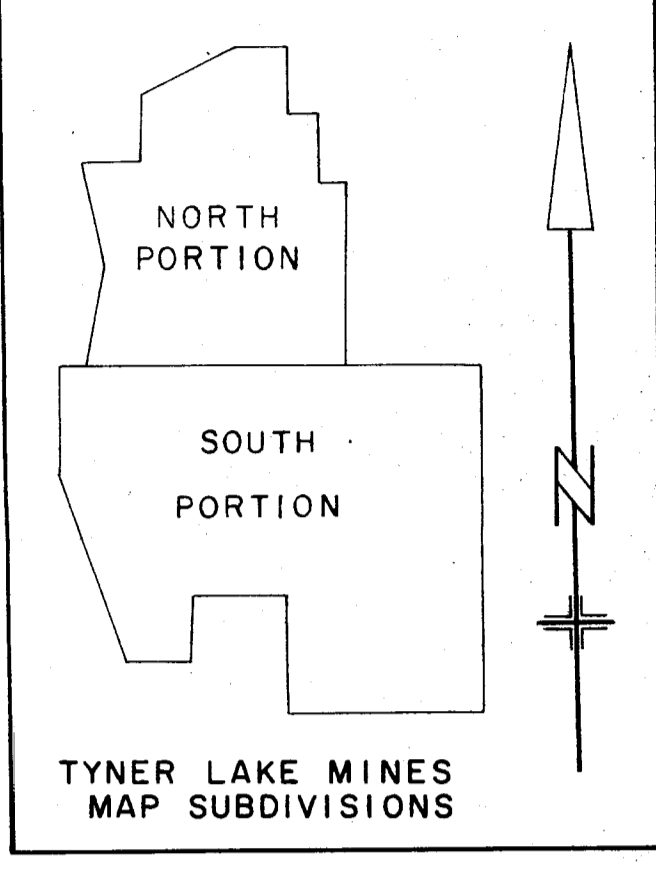 NORTH
PORTION
SOUTH
PORTION
N
TYNER LAKE MINES
MAP SUBDIVISIONS